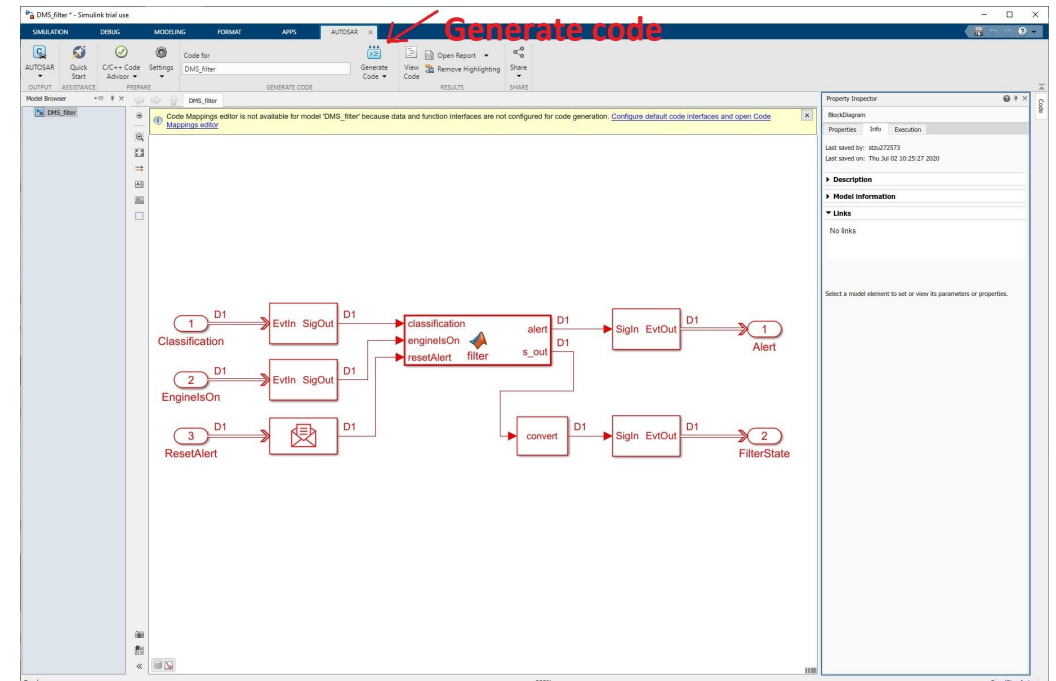 DMS_filter * - Simulink trial use
Generate code
SIMULATION DEBUG MODELING FORMAT APPS AUTOSAR
AUTOSAR
Quick Start
C/C++ Code Advisor
Settings
Code for
DMS_filter
Generate Code
View Code
Open Report
Remove Highlighting
Share
OUTPUT ASSISTANCE PREPARE GENERATE CODE RESULTS SHARE
Model Browser
DMS_filter
DMS_filter
Code Mappings editor is not available for model 'DMS_filter' because data and function interfaces are not configured for code generation. Configure default code interfaces and open Code
Mappings editor
Property Inspector
Code
BlockDiagram
Properties Info Execution
Last saved by: stzu272573
Last saved on: Thu Jul 02 10:25:27 2020
Description
Model information
Links
No links
Select a model element to set or view its parameters or properties.
1 D1 EvtIn SigOut D1
Classification
2 D1 EvtIn SigOut D1
EngineIsOn
3 D1 D1
ResetAlert
classification
engineIsOn
resetAlert
filter
alert D1
s_out D1
SigIn EvtOut D1 1
Alert
convert D1 SigIn EvtOut D1 2
FilterState